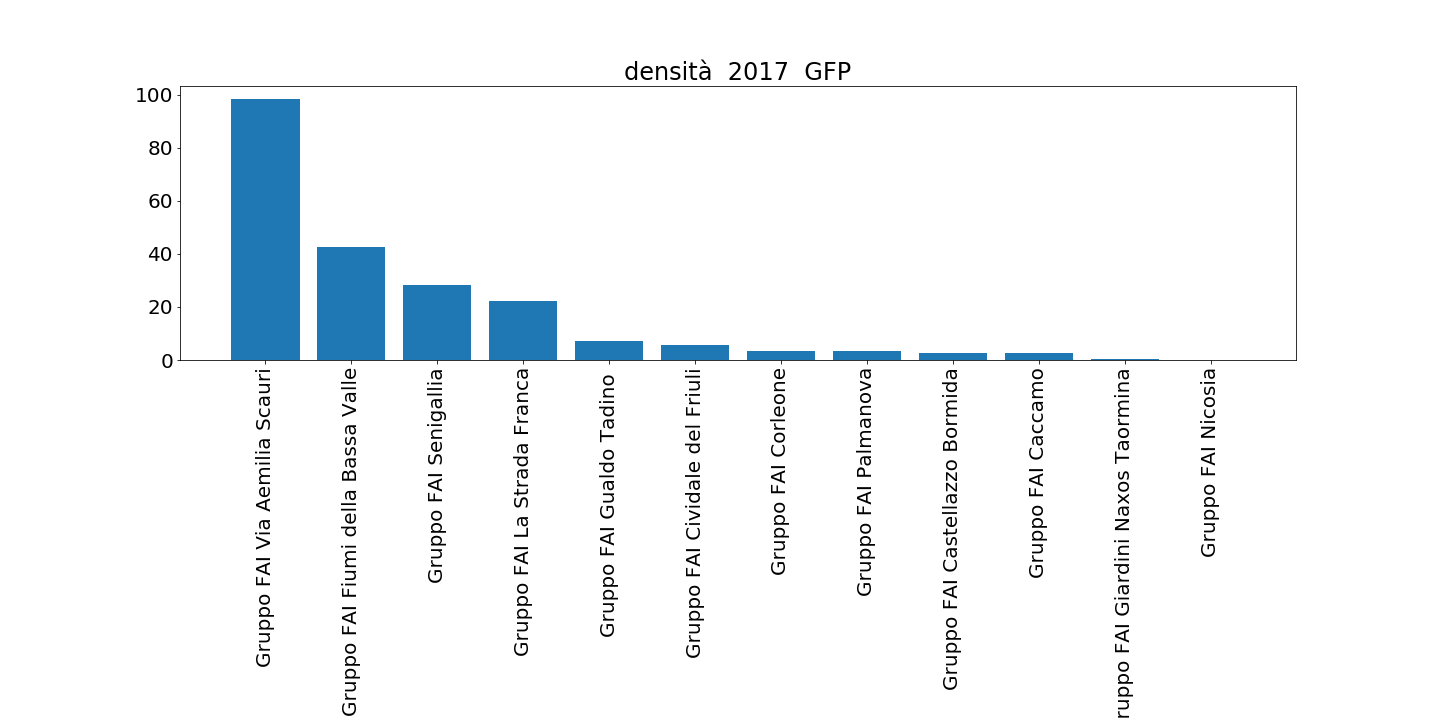 densità 2017 GFP
100
80
60
40
20
0
Gruppo FAI Via Aemilia Scauri
Gruppo FAI Fiumi della Bassa Valle
Gruppo FAI Senigallia
Gruppo FAI La Strada Franca
Gruppo FAI Gualdo Tadino
Gruppo FAI Cividale del Friuli
Gruppo FAI Corleone
Gruppo FAI Palmanova
Gruppo FAI Castellazzo Bormida
Gruppo FAI Caccamo
ruppo FAI Giardini Naxos Taormina
Gruppo FAI Nicosia